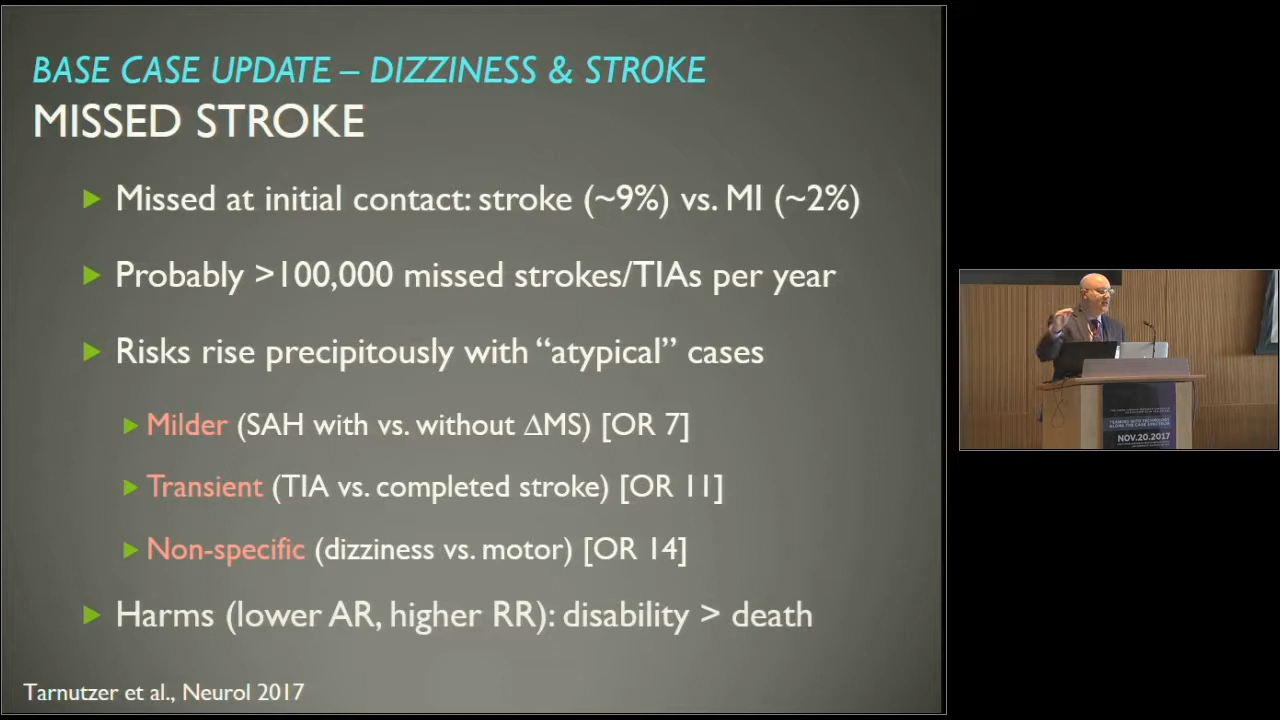 BASE CASE UPDATE – DIZZINESS & STROKE
MISSED STROKE
Missed at initial contact: stroke (~9%) vs. MI (~2%)
Probably >100,000 missed strokes/TIAs per year
Risks rise precipitously with “atypical” cases
Milder (SAH with vs. without ∆MS) [OR 7]
Transient (TIA vs. completed stroke) [OR 11]
Non-specific (dizziness vs. motor) [OR 14]
Harms (lower AR, higher RR): disability > death
Tarnutzer et al., Neurol 2017
NOV.20.2017